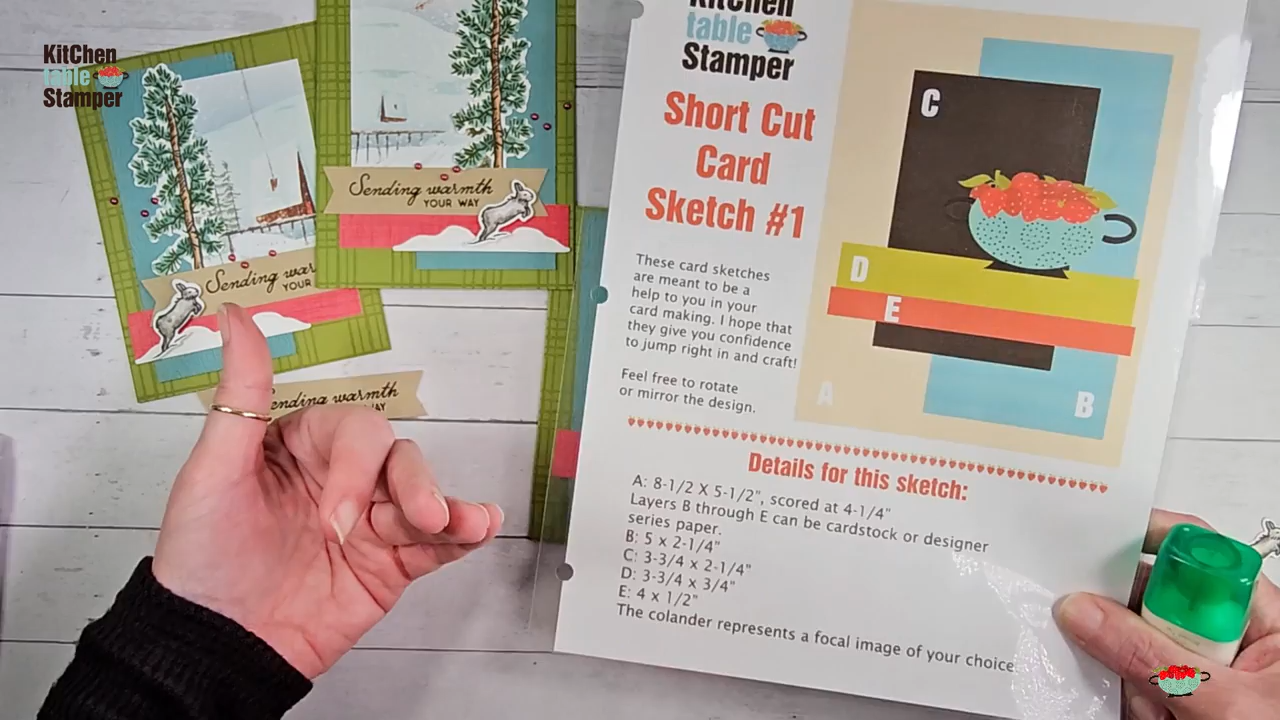 KitChen
table
Stamper
Sending warmth
YOUR WAY
Sending war
YOUR
ending warmth
WAY
KitChen
table
Stamper
Short Cut
Card
Sketch #1
These card sketches
are meant to be a
help to you in your
card making. I hope that
they give you confidence
to jump right in and craft!
Feel free to rotate
or mirror the design.
C
D
E
A
B
Details for this sketch:
A: 8-1/2 X 5-1/2", scored at 4-1/4"
Layers B through E can be cardstock or designer
series paper.
B: 5 x 2-1/4"
C: 3-3/4 x 2-1/4"
D: 3-3/4 x 3/4"
E: 4 x 1/2"
The colander represents a focal image of your choice.